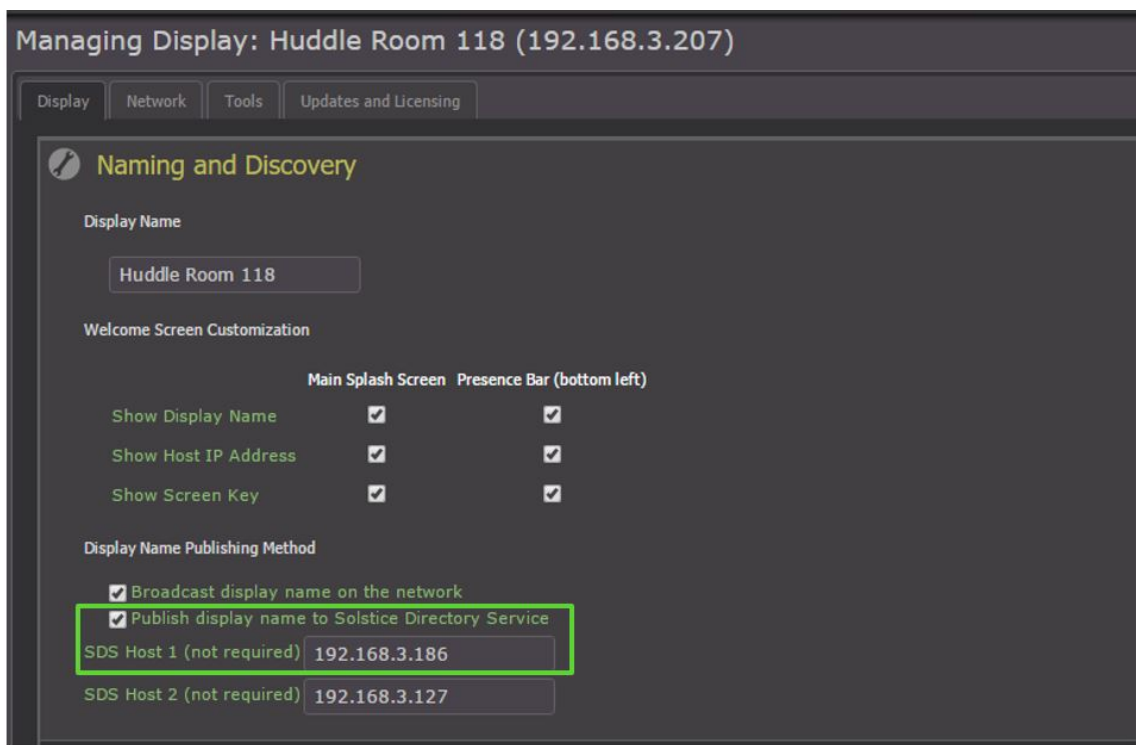 Managing Display: Huddle Room 118 (192.168.3.207)
Display Network Tools Updates and Licensing
Naming and Discovery
Display Name
Huddle Room 118
Welcome Screen Customization
Main Splash Screen Presence Bar (bottom left)
Show Display Name
Show Host IP Address
Show Screen Key
Display Name Publishing Method
Broadcast display name on the network
Publish display name to Solstice Directory Service
SDS Host 1 (not required) 192.168.3.186
SDS Host 2 (not required) 192.168.3.127